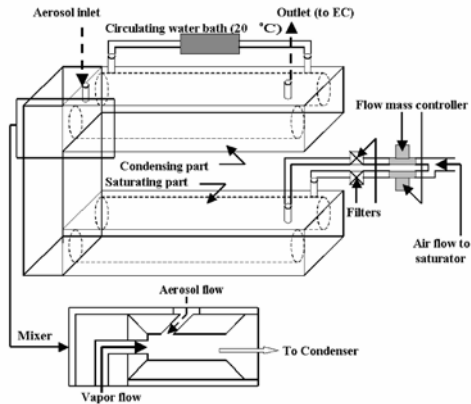 Aerosol inlet
Outlet (to EC)
Circulating water bath (20 ˚C)
Flow mass controller
Condensing part
Saturating part
Filters
Air flow to
saturator
Aerosol flow
Mixer
To Condenser
Vapor flow